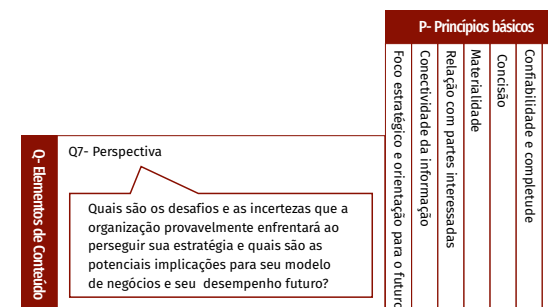 P- Princípios básicos
Foco estratégico e orientação para o futuro
Conectividade da informação
Relação com partes interessadas
Materialidade
Concisão
Confiabilidade e completude
Q- Elementos de Conteúdo
Q7- Perspectiva
Quais são os desafios e as incertezas que a
organização provavelmente enfrentará ao
perseguir sua estratégia e quais são as
potenciais implicações para seu modelo
de negócios e seu desempenho futuro?